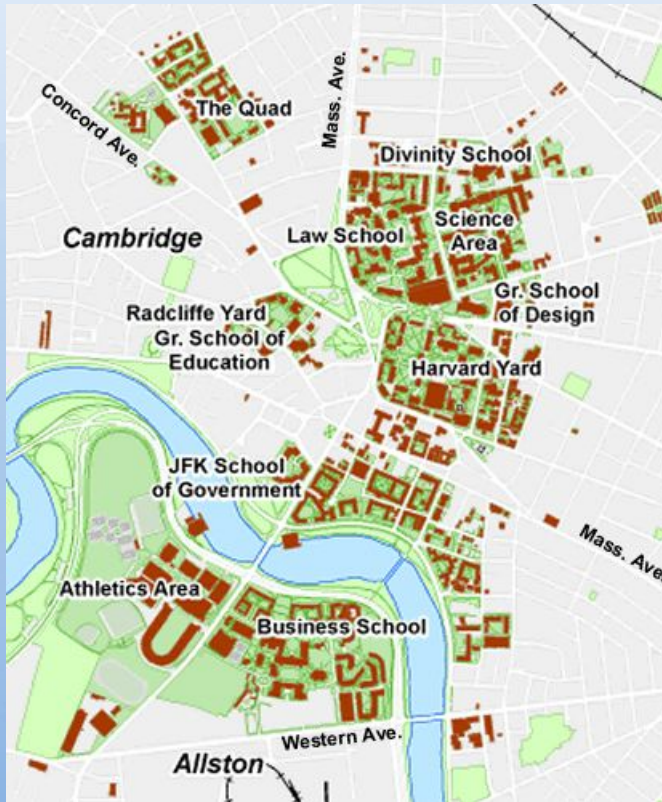 Concord Ave.
The Quad
Mass. Ave.
Divinity School
Cambridge
Law School
Science
Area
Radcliffe Yard
Gr. School of
Education
Gr. School
of Design
Harvard Yard
JFK School
of Government
Mass. Ave.
Athletics Area
Business School
Western Ave.
Allston